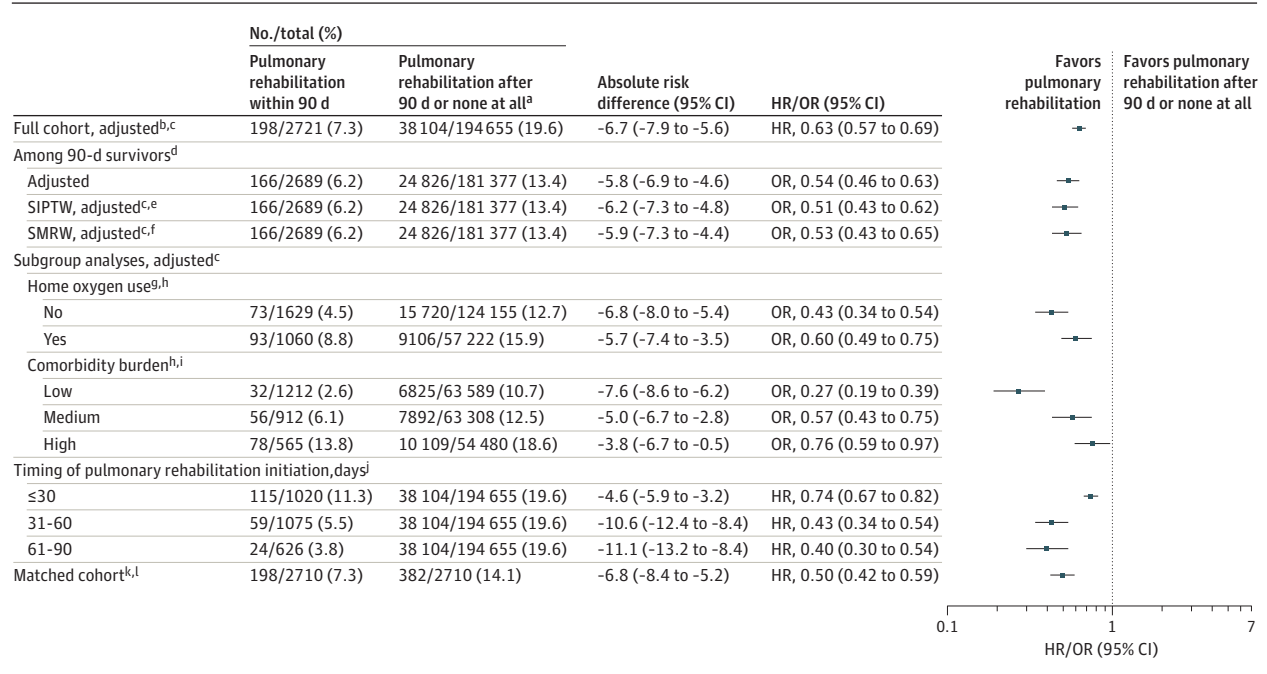 No./total (%)
Pulmonary rehabilitation within 90 d
Pulmonary rehabilitation after 90 d or none at allᵃ
Absolute risk difference (95% CI)
HR/OR (95% CI)
Favors pulmonary rehabilitation
Favors pulmonary rehabilitation after 90 d or none at all
Full cohort, adjustedᵇ,ᶜ 198/2721 (7.3) 38 104/194 655 (19.6) -6.7 (-7.9 to -5.6) HR, 0.63 (0.57 to 0.69)
Among 90-d survivorsᵈ
Adjusted 166/2689 (6.2) 24 826/181 377 (13.4) -5.8 (-6.9 to -4.6) OR, 0.54 (0.46 to 0.63)
SIPTW, adjustedᶜ,ᵉ 166/2689 (6.2) 24 826/181 377 (13.4) -6.2 (-7.3 to -4.8) OR, 0.51 (0.43 to 0.62)
SMRW, adjustedᶜ,ᶠ 166/2689 (6.2) 24 826/181 377 (13.4) -5.9 (-7.3 to -4.4) OR, 0.53 (0.43 to 0.65)
Subgroup analyses, adjustedᶜ
Home oxygen useᵍ,ʰ
No 73/1629 (4.5) 15 720/124 155 (12.7) -6.8 (-8.0 to -5.4) OR, 0.43 (0.34 to 0.54)
Yes 93/1060 (8.8) 9106/57 222 (15.9) -5.7 (-7.4 to -3.5) OR, 0.60 (0.49 to 0.75)
Comorbidity burdenʰ,ⁱ
Low 32/1212 (2.6) 6825/63 589 (10.7) -7.6 (-8.6 to -6.2) OR, 0.27 (0.19 to 0.39)
Medium 56/912 (6.1) 7892/63 308 (12.5) -5.0 (-6.7 to -2.8) OR, 0.57 (0.43 to 0.75)
High 78/565 (13.8) 10 109/54 480 (18.6) -3.8 (-6.7 to -0.5) OR, 0.76 (0.59 to 0.97)
Timing of pulmonary rehabilitation initiation,daysʲ
≤30 115/1020 (11.3) 38 104/194 655 (19.6) -4.6 (-5.9 to -3.2) HR, 0.74 (0.67 to 0.82)
31-60 59/1075 (5.5) 38 104/194 655 (19.6) -10.6 (-12.4 to -8.4) HR, 0.43 (0.34 to 0.54)
61-90 24/626 (3.8) 38 104/194 655 (19.6) -11.1 (-13.2 to -8.4) HR, 0.40 (0.30 to 0.54)
Matched cohortᵏ,ˡ 198/2710 (7.3) 382/2710 (14.1) -6.8 (-8.4 to -5.2) HR, 0.50 (0.42 to 0.59)
0.1 1 7
HR/OR (95% CI)